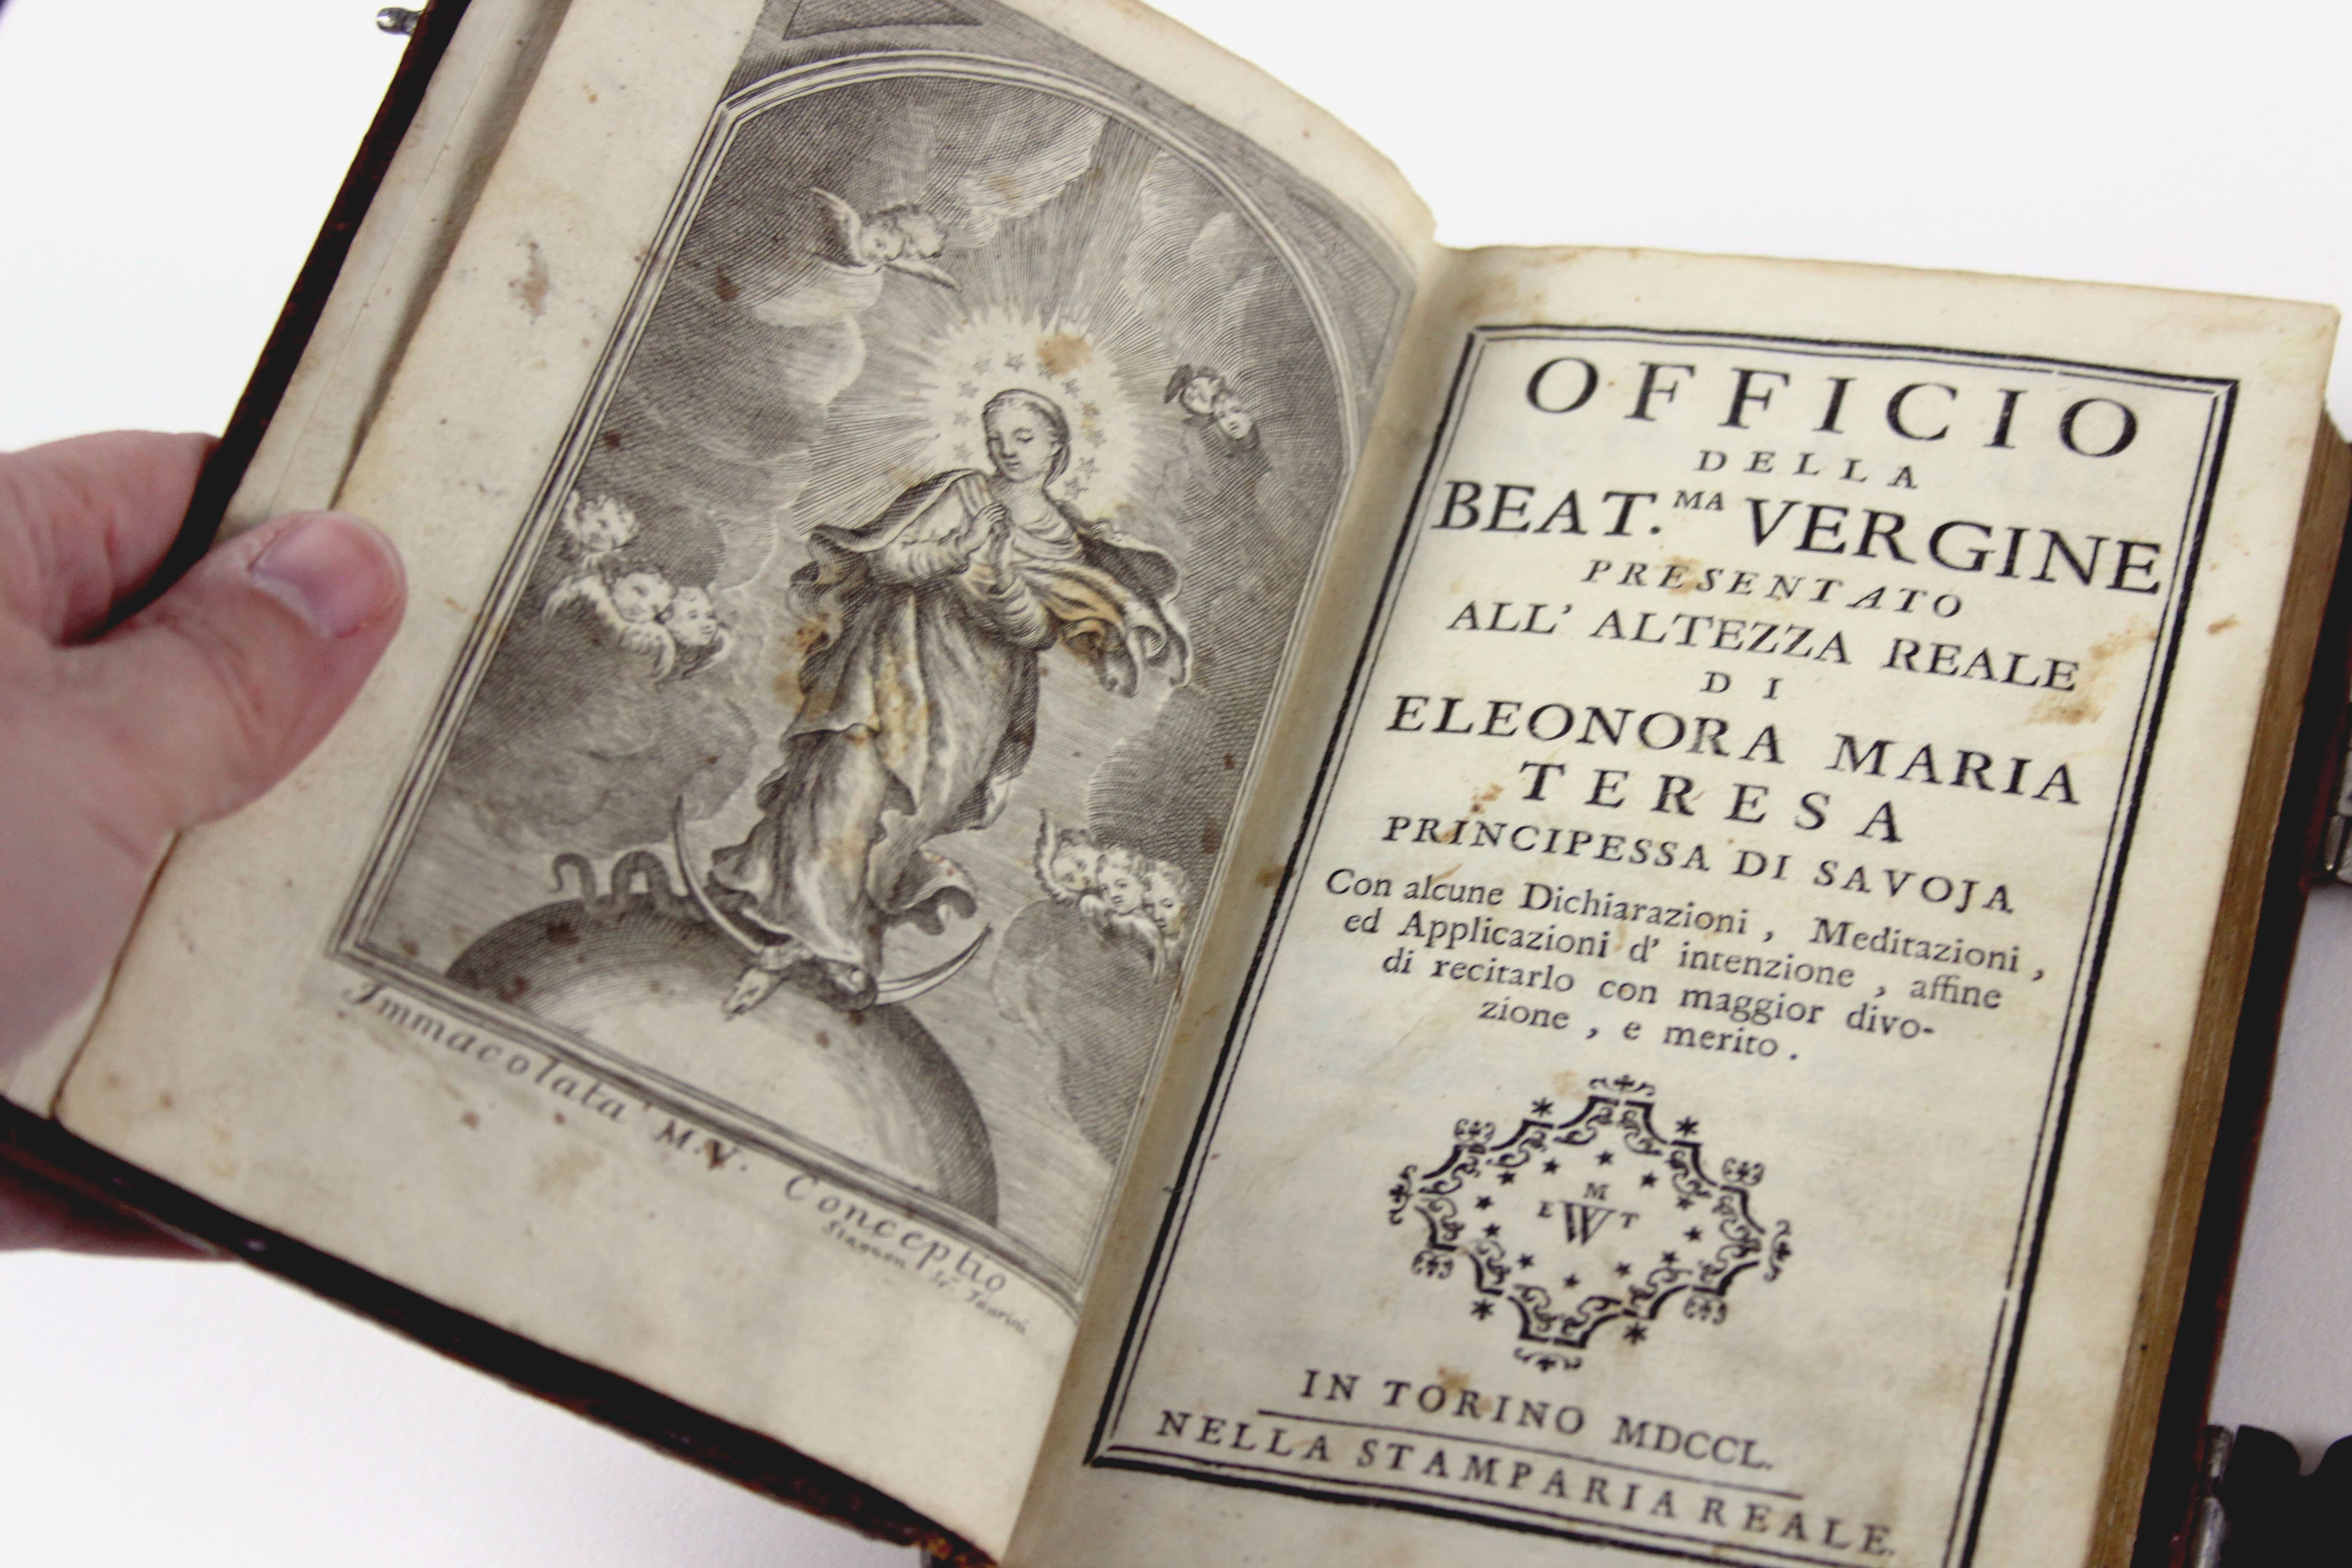 Immacolata M.V. Conceptio
Taurini
OFFICIO
DELLA
BEAT.MA VERGINE
PRESENTATO
ALL' ALTEZZA REALE
DI
ELEONORA MARIA
TERESA
PRINCIPESSA DI SAVOJA
Con alcune Dichiarazioni, Meditazioni,
ed Applicazioni d' intenzione, affine
di recitarlo con maggior divo-
zione, e merito.
M
E W T
IN TORINO MDCCL.
NELLA STAMPARIA REALE.